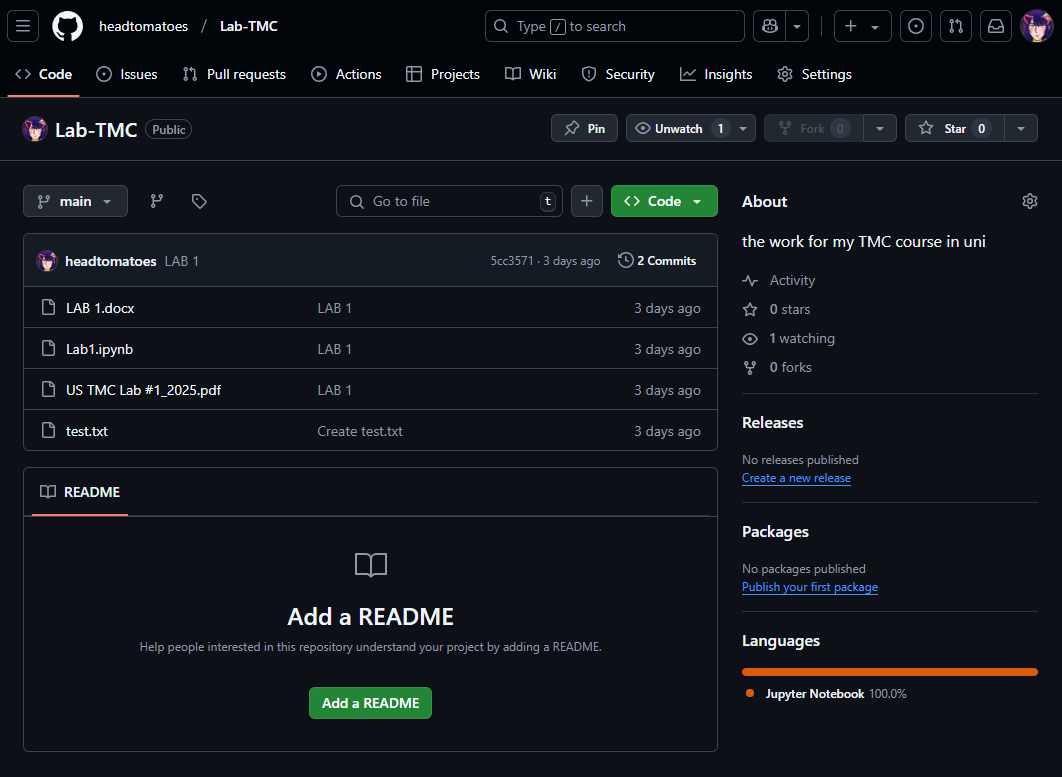 headtomatoes / Lab-TMC
Type / to search
Code Issues Pull requests Actions Projects Wiki Security Insights Settings
Lab-TMC Public
Pin Unwatch 1 Fork 0 Star 0
main
Go to file t
Code
headtomatoes LAB 1 5cc3571 · 3 days ago 2 Commits
LAB 1.docx LAB 1 3 days ago
Lab1.ipynb LAB 1 3 days ago
US TMC Lab #1_2025.pdf LAB 1 3 days ago
test.txt Create test.txt 3 days ago
README
Add a README
Help people interested in this repository understand your project by adding a README.
Add a README
About
the work for my TMC course in uni
Activity
0 stars
1 watching
0 forks
Releases
No releases published
Create a new release
Packages
No packages published
Publish your first package
Languages
Jupyter Notebook 100.0%